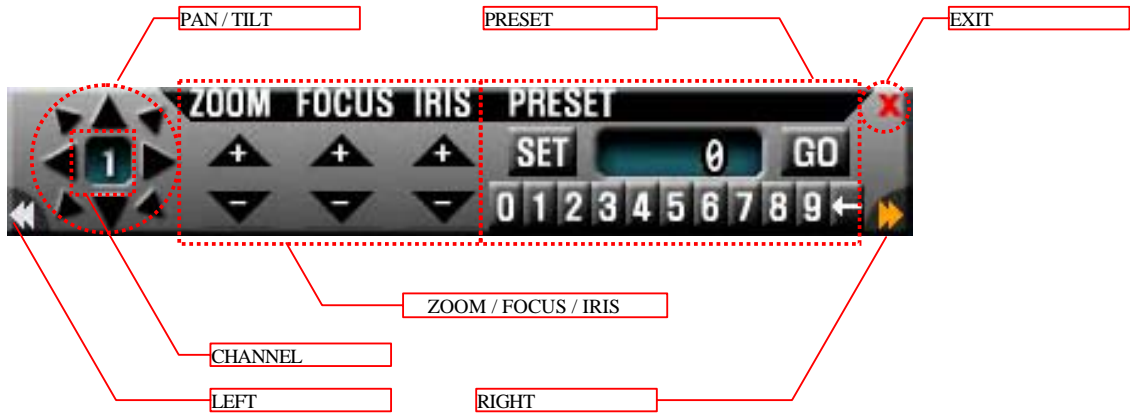 PAN / TILT
PRESET
EXIT
ZOOM FOCUS IRIS PRESET
X
1
+ + +
SET 0 GO
- - -
0 1 2 3 4 5 6 7 8 9 ←
ZOOM / FOCUS / IRIS
CHANNEL
LEFT
RIGHT